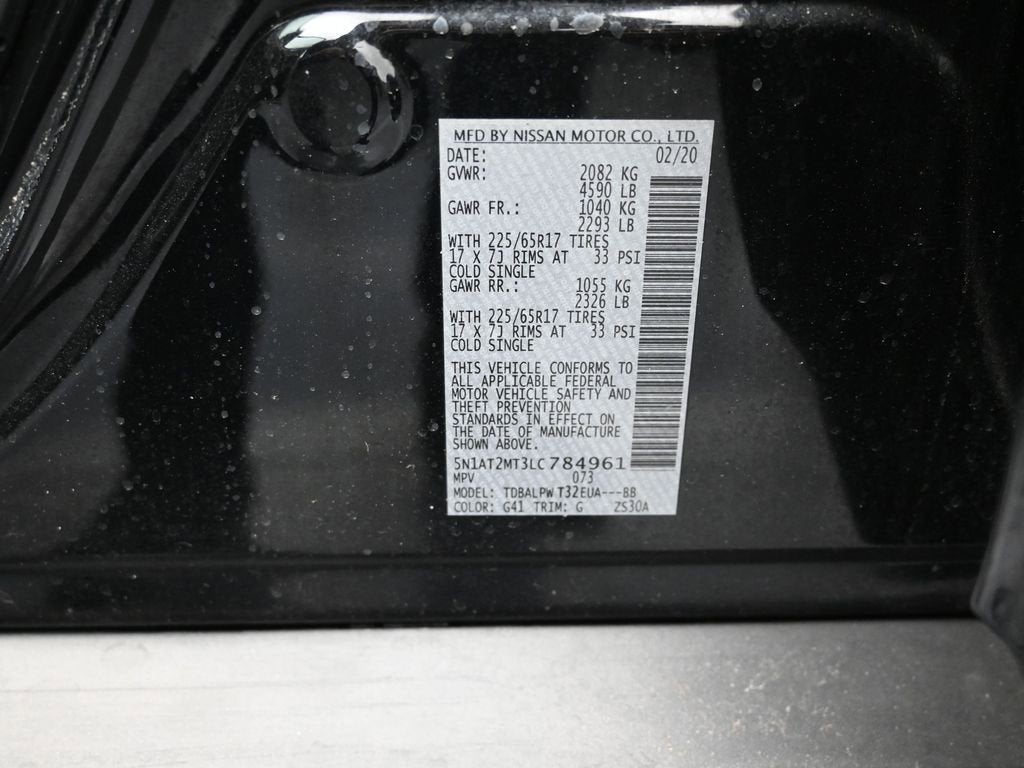 MFD BY NISSAN MOTOR CO., LTD.
DATE: 02/20
GVWR: 2082 KG
4590 LB
GAWR FR.: 1040 KG
2293 LB
WITH 225/65R17 TIRES
17 X 7J RIMS AT 33 PSI
COLD SINGLE
GAWR RR.: 1055 KG
2326 LB
WITH 225/65R17 TIRES
17 X 7J RIMS AT 33 PSI
COLD SINGLE
THIS VEHICLE CONFORMS TO
ALL APPLICABLE FEDERAL
MOTOR VEHICLE SAFETY AND
THEFT PREVENTION
STANDARDS IN EFFECT ON
THE DATE OF MANUFACTURE
SHOWN ABOVE.
5N1AT2MT3LC784961
MPV 073
MODEL: TDBALPW T32EUA---BB
COLOR: G41 TRIM: G ZS30A